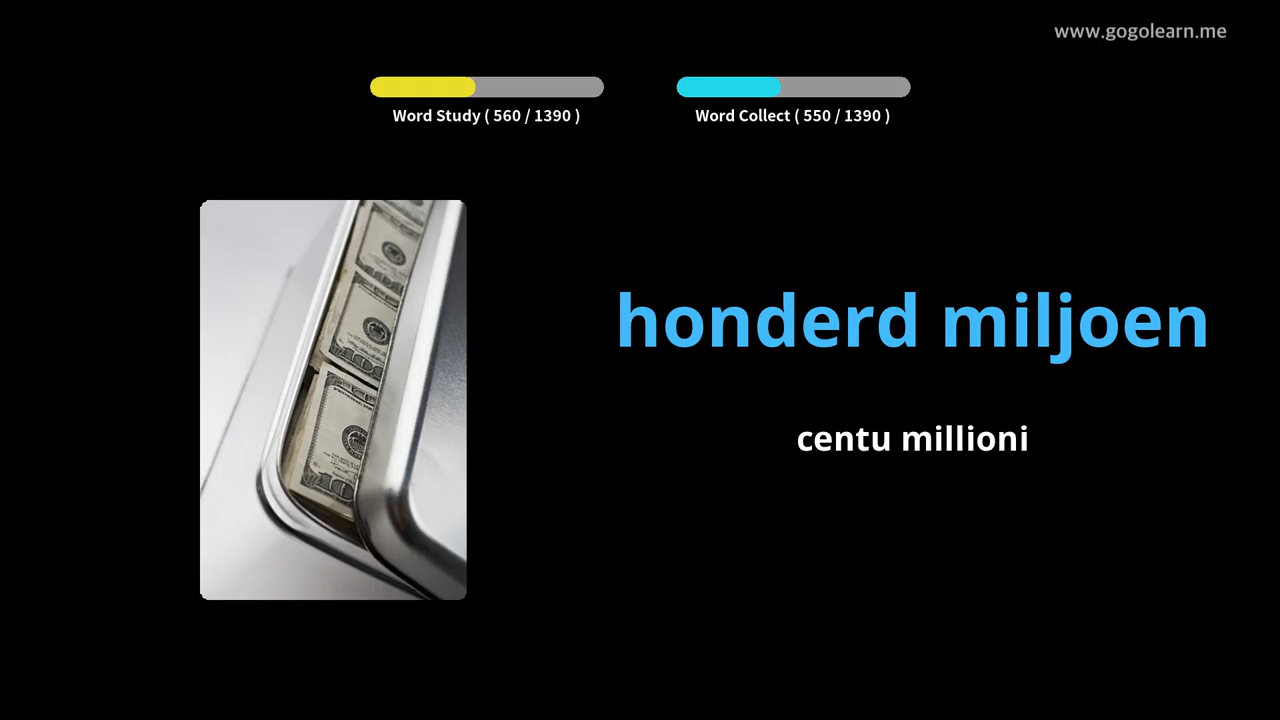 www.gogolearn.me
Word Study ( 560 / 1390 )
Word Collect ( 550 / 1390 )
honderd miljoen
centu millioni